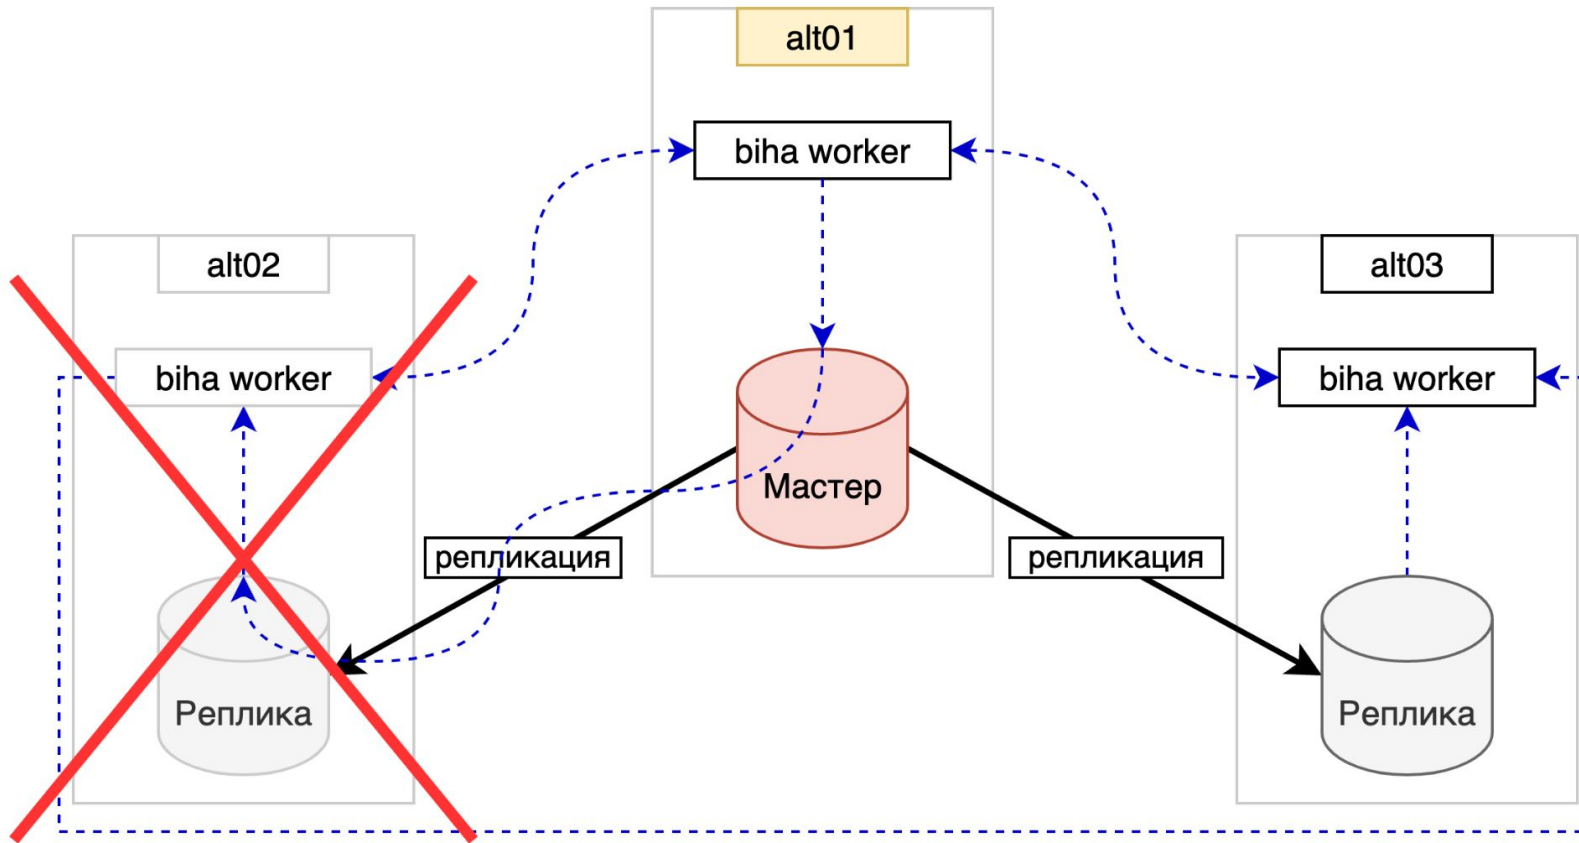 alt01
biha worker
Мастер
alt02
biha worker
репликация
Реплика
alt03
biha worker
репликация
Реплика